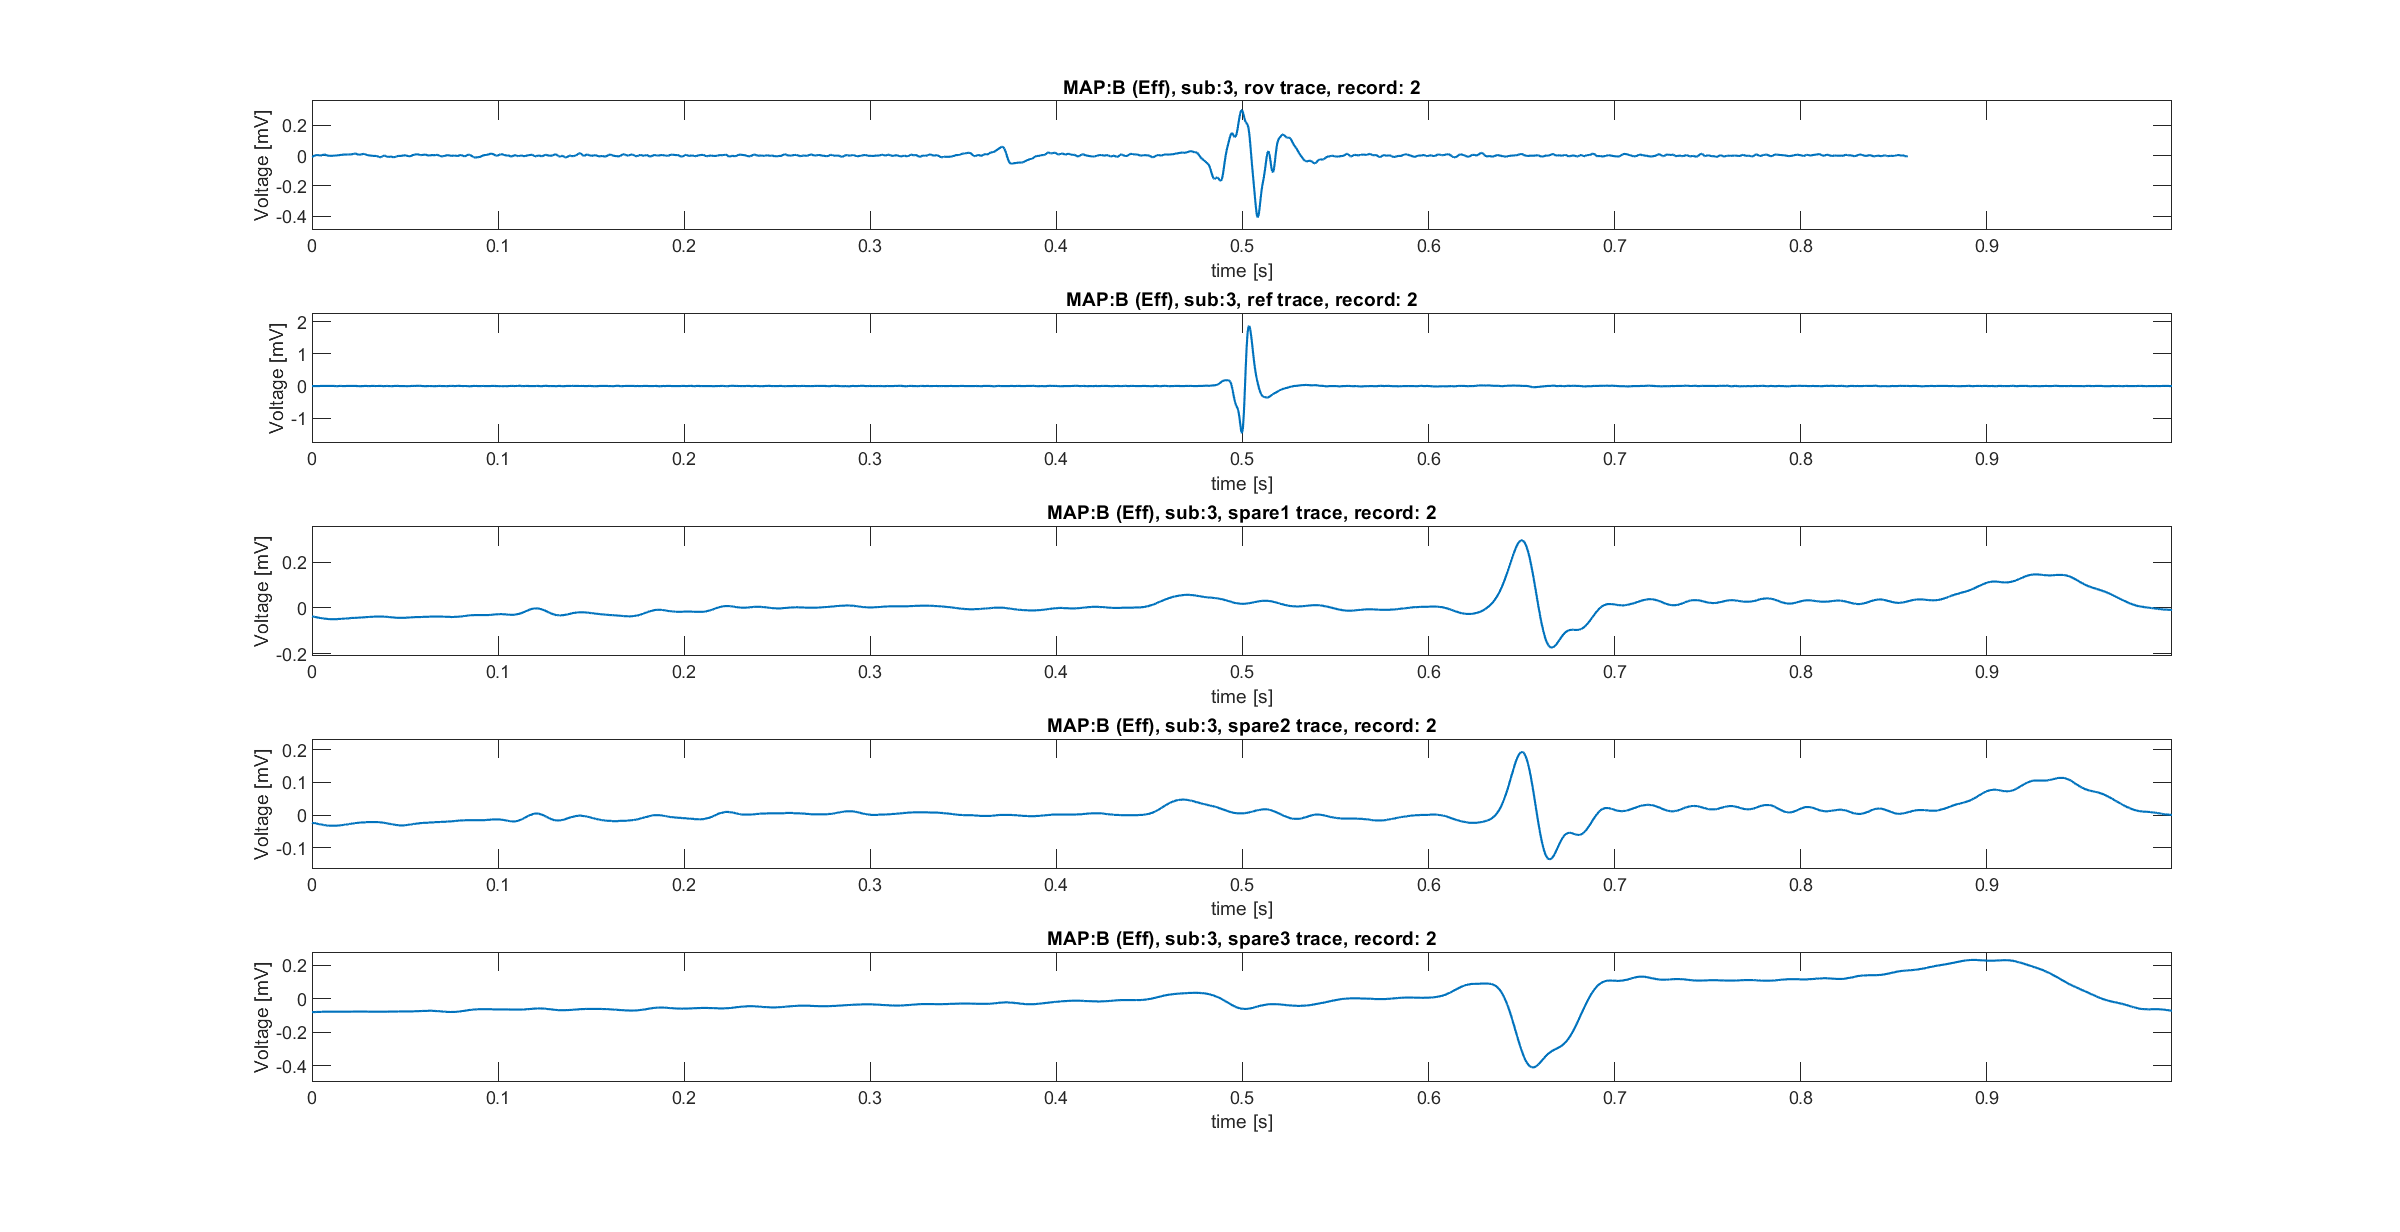 MAP:B (Eff), sub:3, rov trace, record: 2
Voltage [mV]
0.2
0
-0.2
-0.4
0 0.1 0.2 0.3 0.4 0.5 0.6 0.7 0.8 0.9
time [s]
MAP:B (Eff), sub:3, ref trace, record: 2
Voltage [mV]
2
1
0
-1
0 0.1 0.2 0.3 0.4 0.5 0.6 0.7 0.8 0.9
time [s]
MAP:B (Eff), sub:3, spare1 trace, record: 2
Voltage [mV]
0.2
0
-0.2
0 0.1 0.2 0.3 0.4 0.5 0.6 0.7 0.8 0.9
time [s]
MAP:B (Eff), sub:3, spare2 trace, record: 2
Voltage [mV]
0.2
0.1
0
-0.1
0 0.1 0.2 0.3 0.4 0.5 0.6 0.7 0.8 0.9
time [s]
MAP:B (Eff), sub:3, spare3 trace, record: 2
Voltage [mV]
0.2
0
-0.2
-0.4
0 0.1 0.2 0.3 0.4 0.5 0.6 0.7 0.8 0.9
time [s]